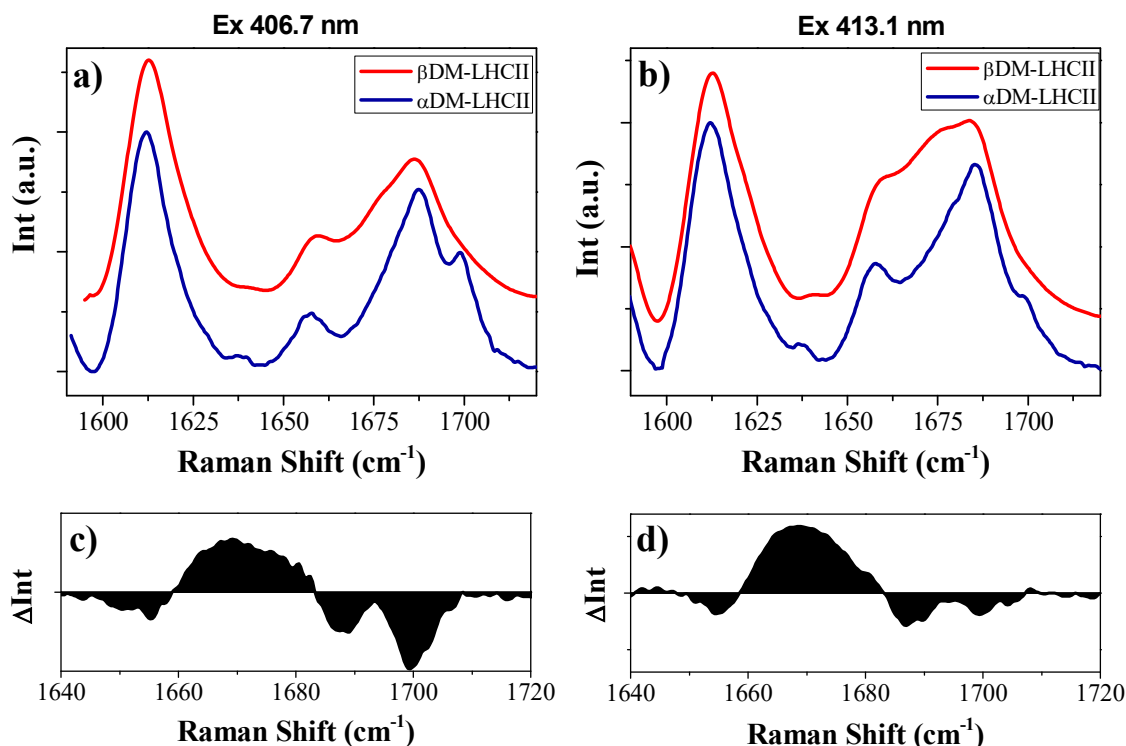 Ex 406.7 nm
Ex 413.1 nm
a)
βDM-LHCII
αDM-LHCII
Int (a.u.)
1600 1625 1650 1675 1700
Raman Shift (cm⁻¹)
b)
βDM-LHCII
αDM-LHCII
Int (a.u.)
1600 1625 1650 1675 1700
Raman Shift (cm⁻¹)
c)
ΔInt
1640 1660 1680 1700 1720
Raman Shift (cm⁻¹)
d)
ΔInt
1640 1660 1680 1700 1720
Raman Shift (cm⁻¹)